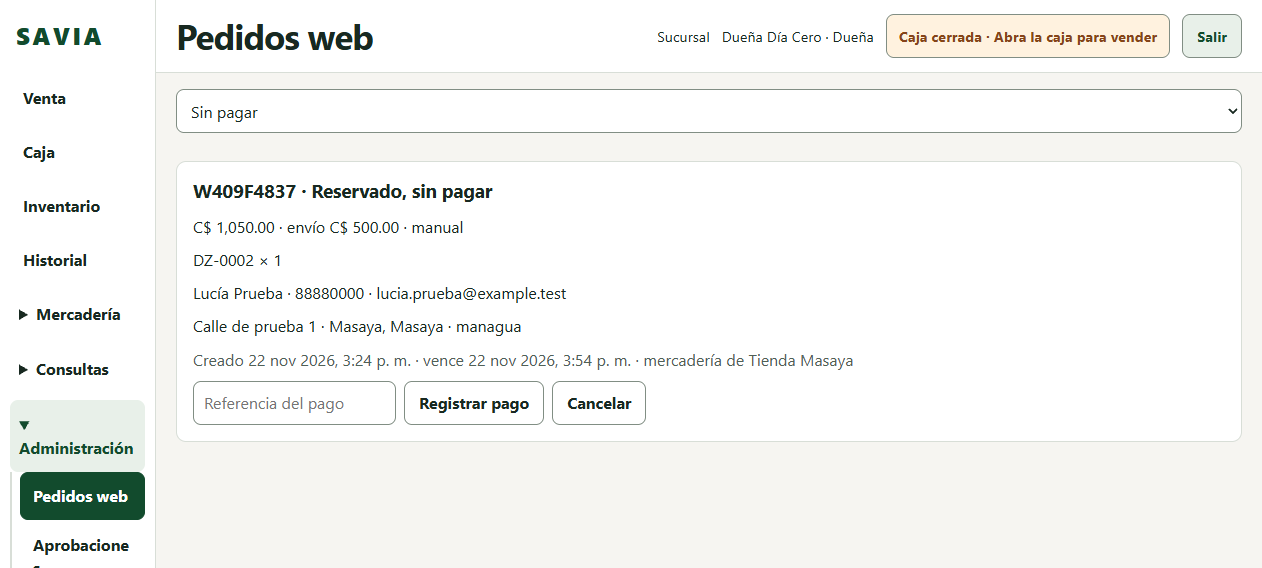 SAVIA
Pedidos web
Sucursal Dueña Día Cero · Dueña
Caja cerrada · Abra la caja para vender
Salir
Venta
Caja
Inventario
Historial
Mercadería
Consultas
Administración
Pedidos web
Aprobacione
Sin pagar
W409F4837 · Reservado, sin pagar
C$ 1,050.00 · envío C$ 500.00 · manual
DZ-0002 × 1
Lucía Prueba · 88880000 · lucia.prueba@example.test
Calle de prueba 1 · Masaya, Masaya · managua
Creado 22 nov 2026, 3:24 p. m. · vence 22 nov 2026, 3:54 p. m. · mercadería de Tienda Masaya
Referencia del pago
Registrar pago
Cancelar